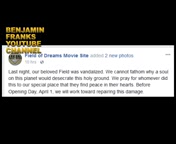 BENJAMIN
FRANKS
YOUTUBE
CHANNEL
Field of Dreams Movie Site added 2 new photos
Last night, our beloved Field was vandalized. We cannot fathom why a soul
on this planet would desecrate this holy ground. We pray for whomever
did this to our special place that they find peace in their hearts. Before
Opening Day, April 1, we will work toward repairing this damage